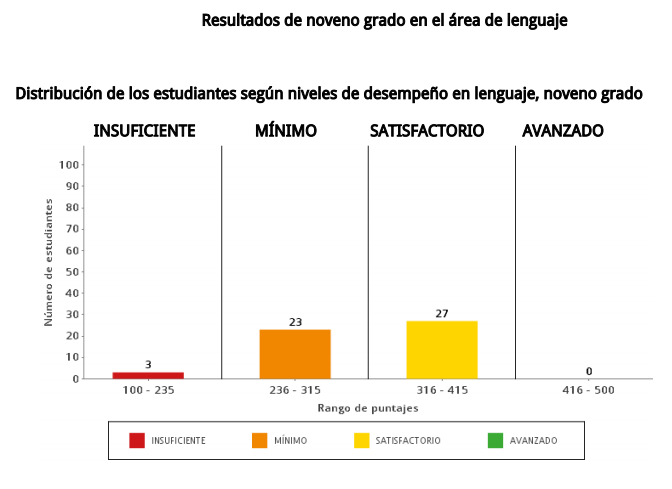 Resultados de noveno grado en el área de lenguaje
Distribución de los estudiantes según niveles de desempeño en lenguaje, noveno grado
INSUFICIENTE MÍNIMO SATISFACTORIO AVANZADO
Número de estudiantes
100
90
80
70
60
50
40
30
20
10
0
3
23
27
0
100 - 235 236 - 315 316 - 415 416 - 500
Rango de puntajes
INSUFICIENTE MÍNIMO SATISFACTORIO AVANZADO